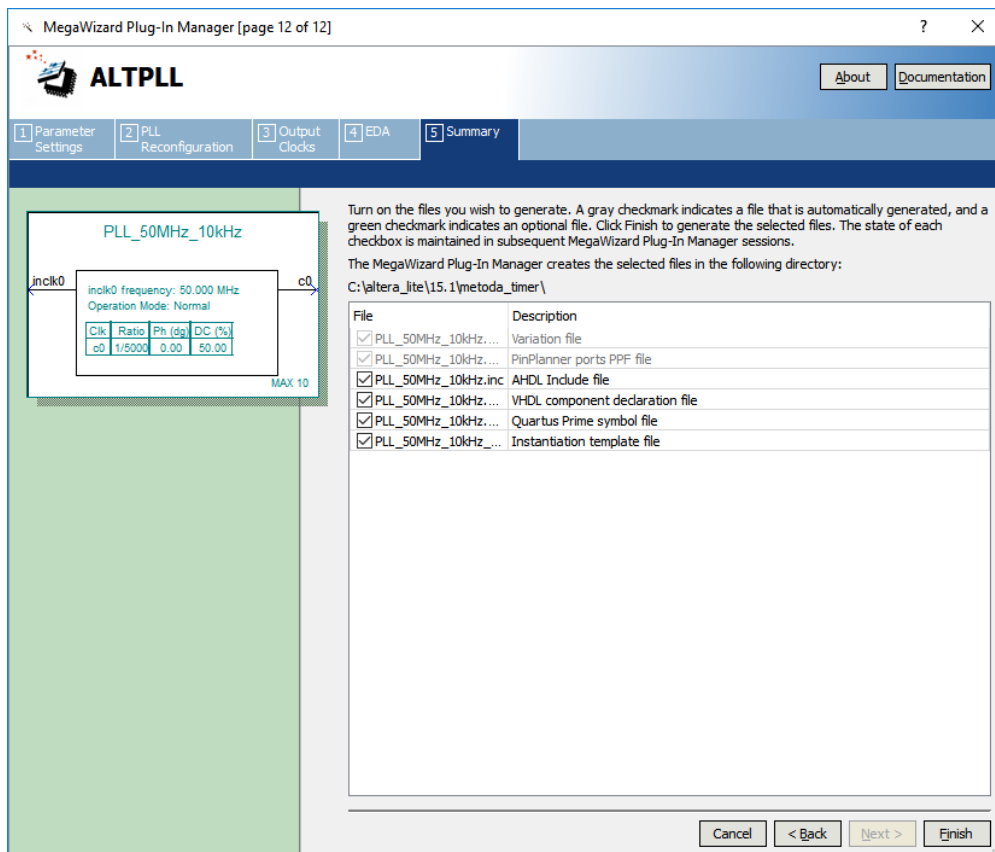 MegaWizard Plug-In Manager [page 12 of 12]
?
ALTPLL
About
Documentation
1 Parameter Settings
2 PLL Reconfiguration
3 Output Clocks
4 EDA
5 Summary
PLL_50MHz_10kHz
inclk0
c0
inclk0 frequency: 50.000 MHz
Operation Mode: Normal
Clk Ratio Ph (dg) DC (%)
c0 1/5000 0.00 50.00
MAX 10
Turn on the files you wish to generate. A gray checkmark indicates a file that is automatically generated, and a
green checkmark indicates an optional file. Click Finish to generate the selected files. The state of each
checkbox is maintained in subsequent MegaWizard Plug-In Manager sessions.
The MegaWizard Plug-In Manager creates the selected files in the following directory:
C:\altera_lite\15.1\metoda_timer\
File Description
PLL_50MHz_10kHz.... Variation file
PLL_50MHz_10kHz.... PinPlanner ports PPF file
PLL_50MHz_10kHz.inc AHDL Include file
PLL_50MHz_10kHz.... VHDL component declaration file
PLL_50MHz_10kHz.... Quartus Prime symbol file
PLL_50MHz_10kHz_... Instantiation template file
Cancel
< Back
Next >
Finish